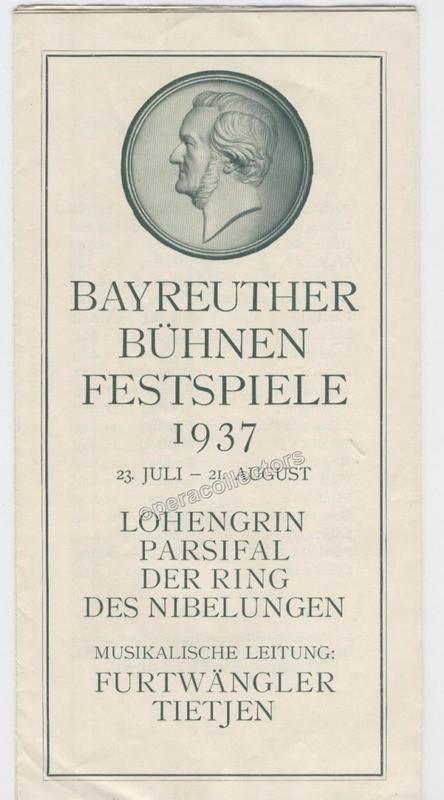 BAYREUTHER
BÜHNEN
FESTSPIELE
1937
23. JULI – 21. AUGUST
operacollectors
LOHENGRIN
PARSIFAL
DER RING
DES NIBELUNGEN
MUSIKALISCHE LEITUNG:
FURTWÄNGLER
TIETJEN